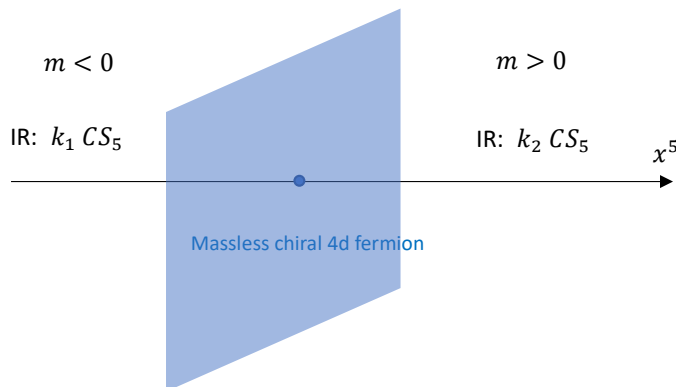 m < 0
m > 0
IR: k₁ CS₅
IR: k₂ CS₅
x⁵
Massless chiral 4d fermion